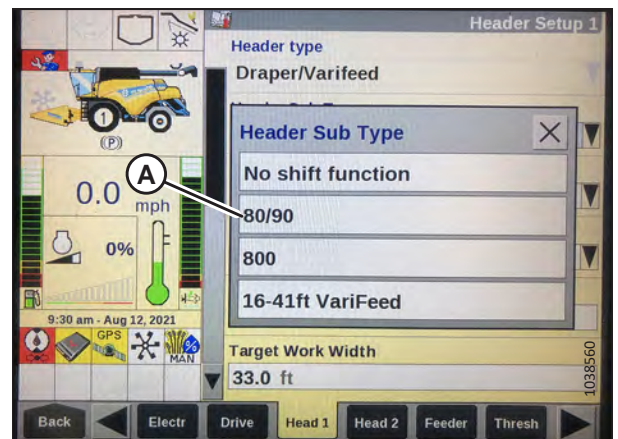 Header Setup 1
Header type
Draper/Varifeed
Header Sub Type
No shift function
80/90
800
16-41ft VariFeed
A
1
(P)
0.0 mph
0%
9:30 am - Aug 12, 2021
GPS
MAN
Target Work Width
33.0 ft
1038560
Back
Electr
Drive
Head 1
Head 2
Feeder
Thresh